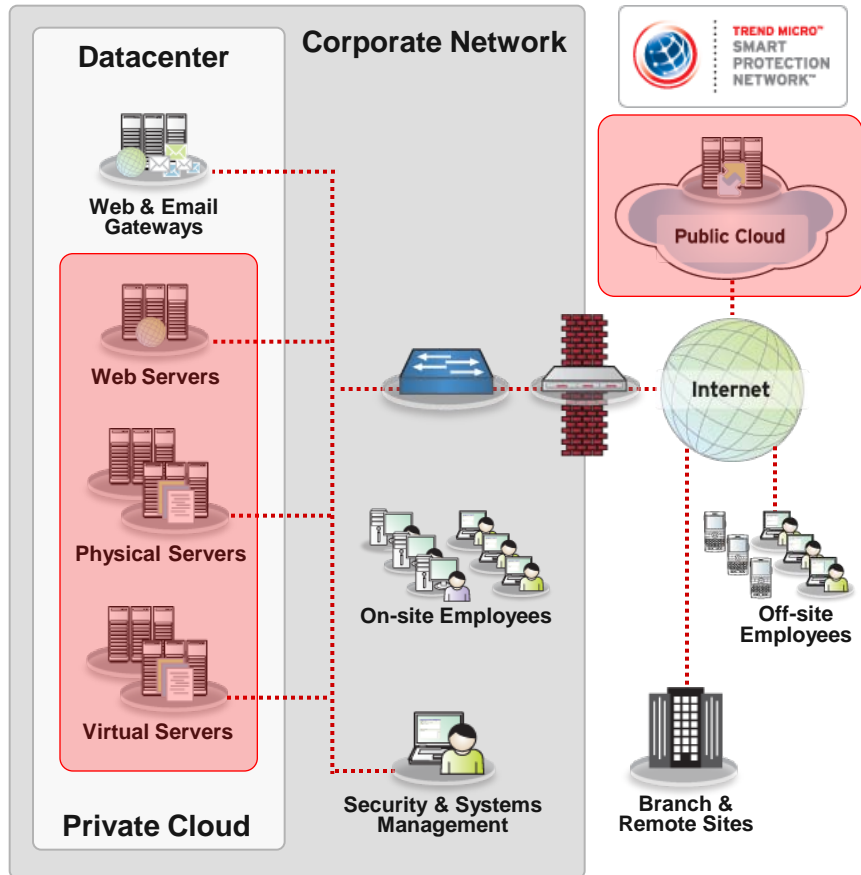 Corporate Network
Datacenter
TREND MICRO™
SMART
PROTECTION
NETWORK™
Web & Email
Gateways
Public Cloud
Web Servers
Internet
Physical Servers
On-site Employees
Off-site
Employees
Virtual Servers
Security & Systems
Management
Branch &
Remote Sites
Private Cloud